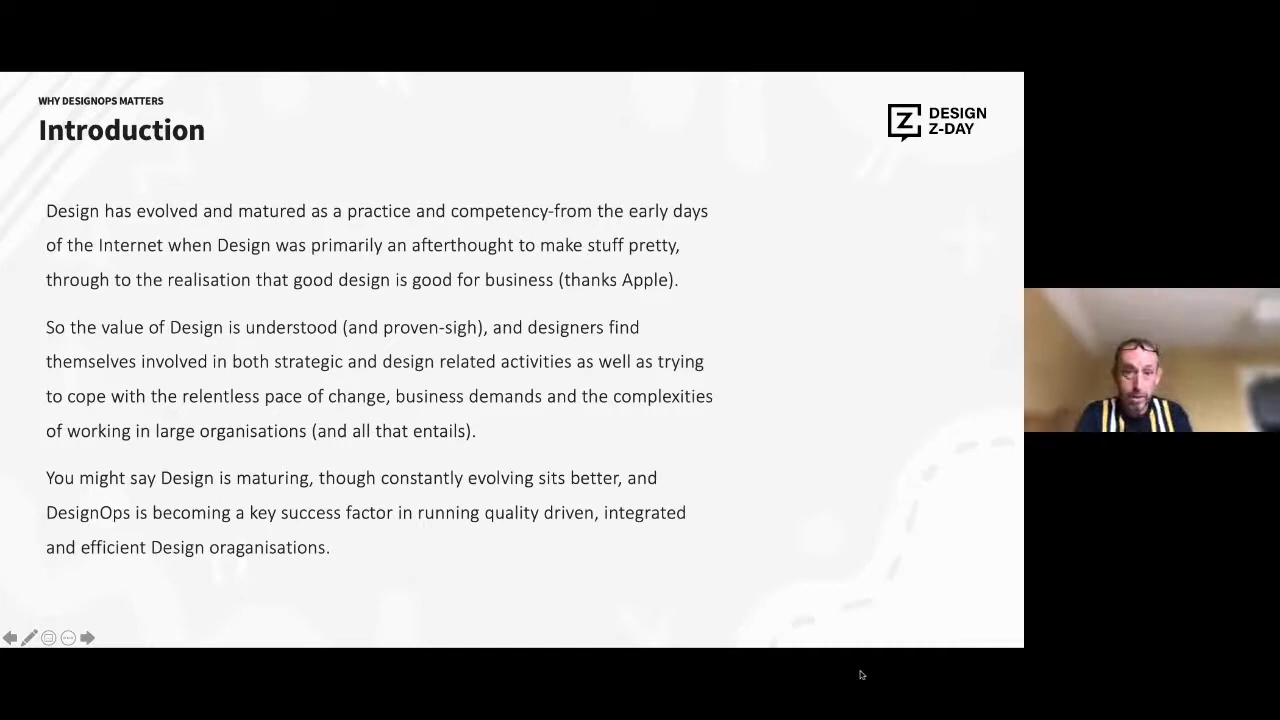 WHY DESIGNOPS MATTERS
Introduction
Z
DESIGN
Z-DAY
Design has evolved and matured as a practice and competency-from the early days
of the Internet when Design was primarily an afterthought to make stuff pretty,
through to the realisation that good design is good for business (thanks Apple).
So the value of Design is understood (and proven-sigh), and designers find
themselves involved in both strategic and design related activities as well as trying
to cope with the relentless pace of change, business demands and the complexities
of working in large organisations (and all that entails).
You might say Design is maturing, though constantly evolving sits better, and
DesignOps is becoming a key success factor in running quality driven, integrated
and efficient Design oraganisations.